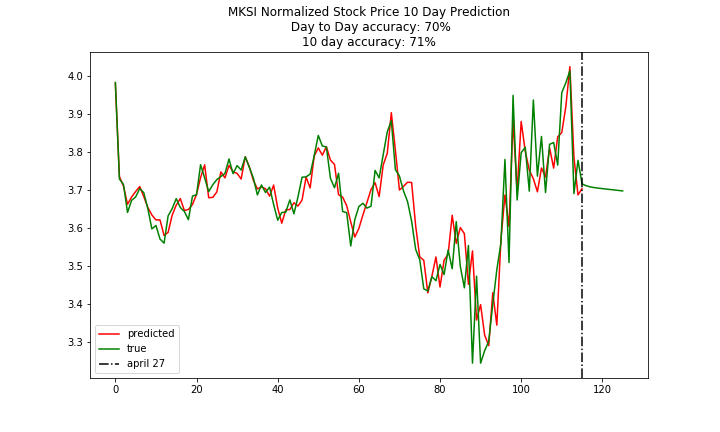 MKSI Normalized Stock Price 10 Day Prediction
Day to Day accuracy: 70%
10 day accuracy: 71%
4.0
3.9
3.8
3.7
3.6
3.5
3.4
3.3
predicted
true
april 27
0 20 40 60 80 100 120